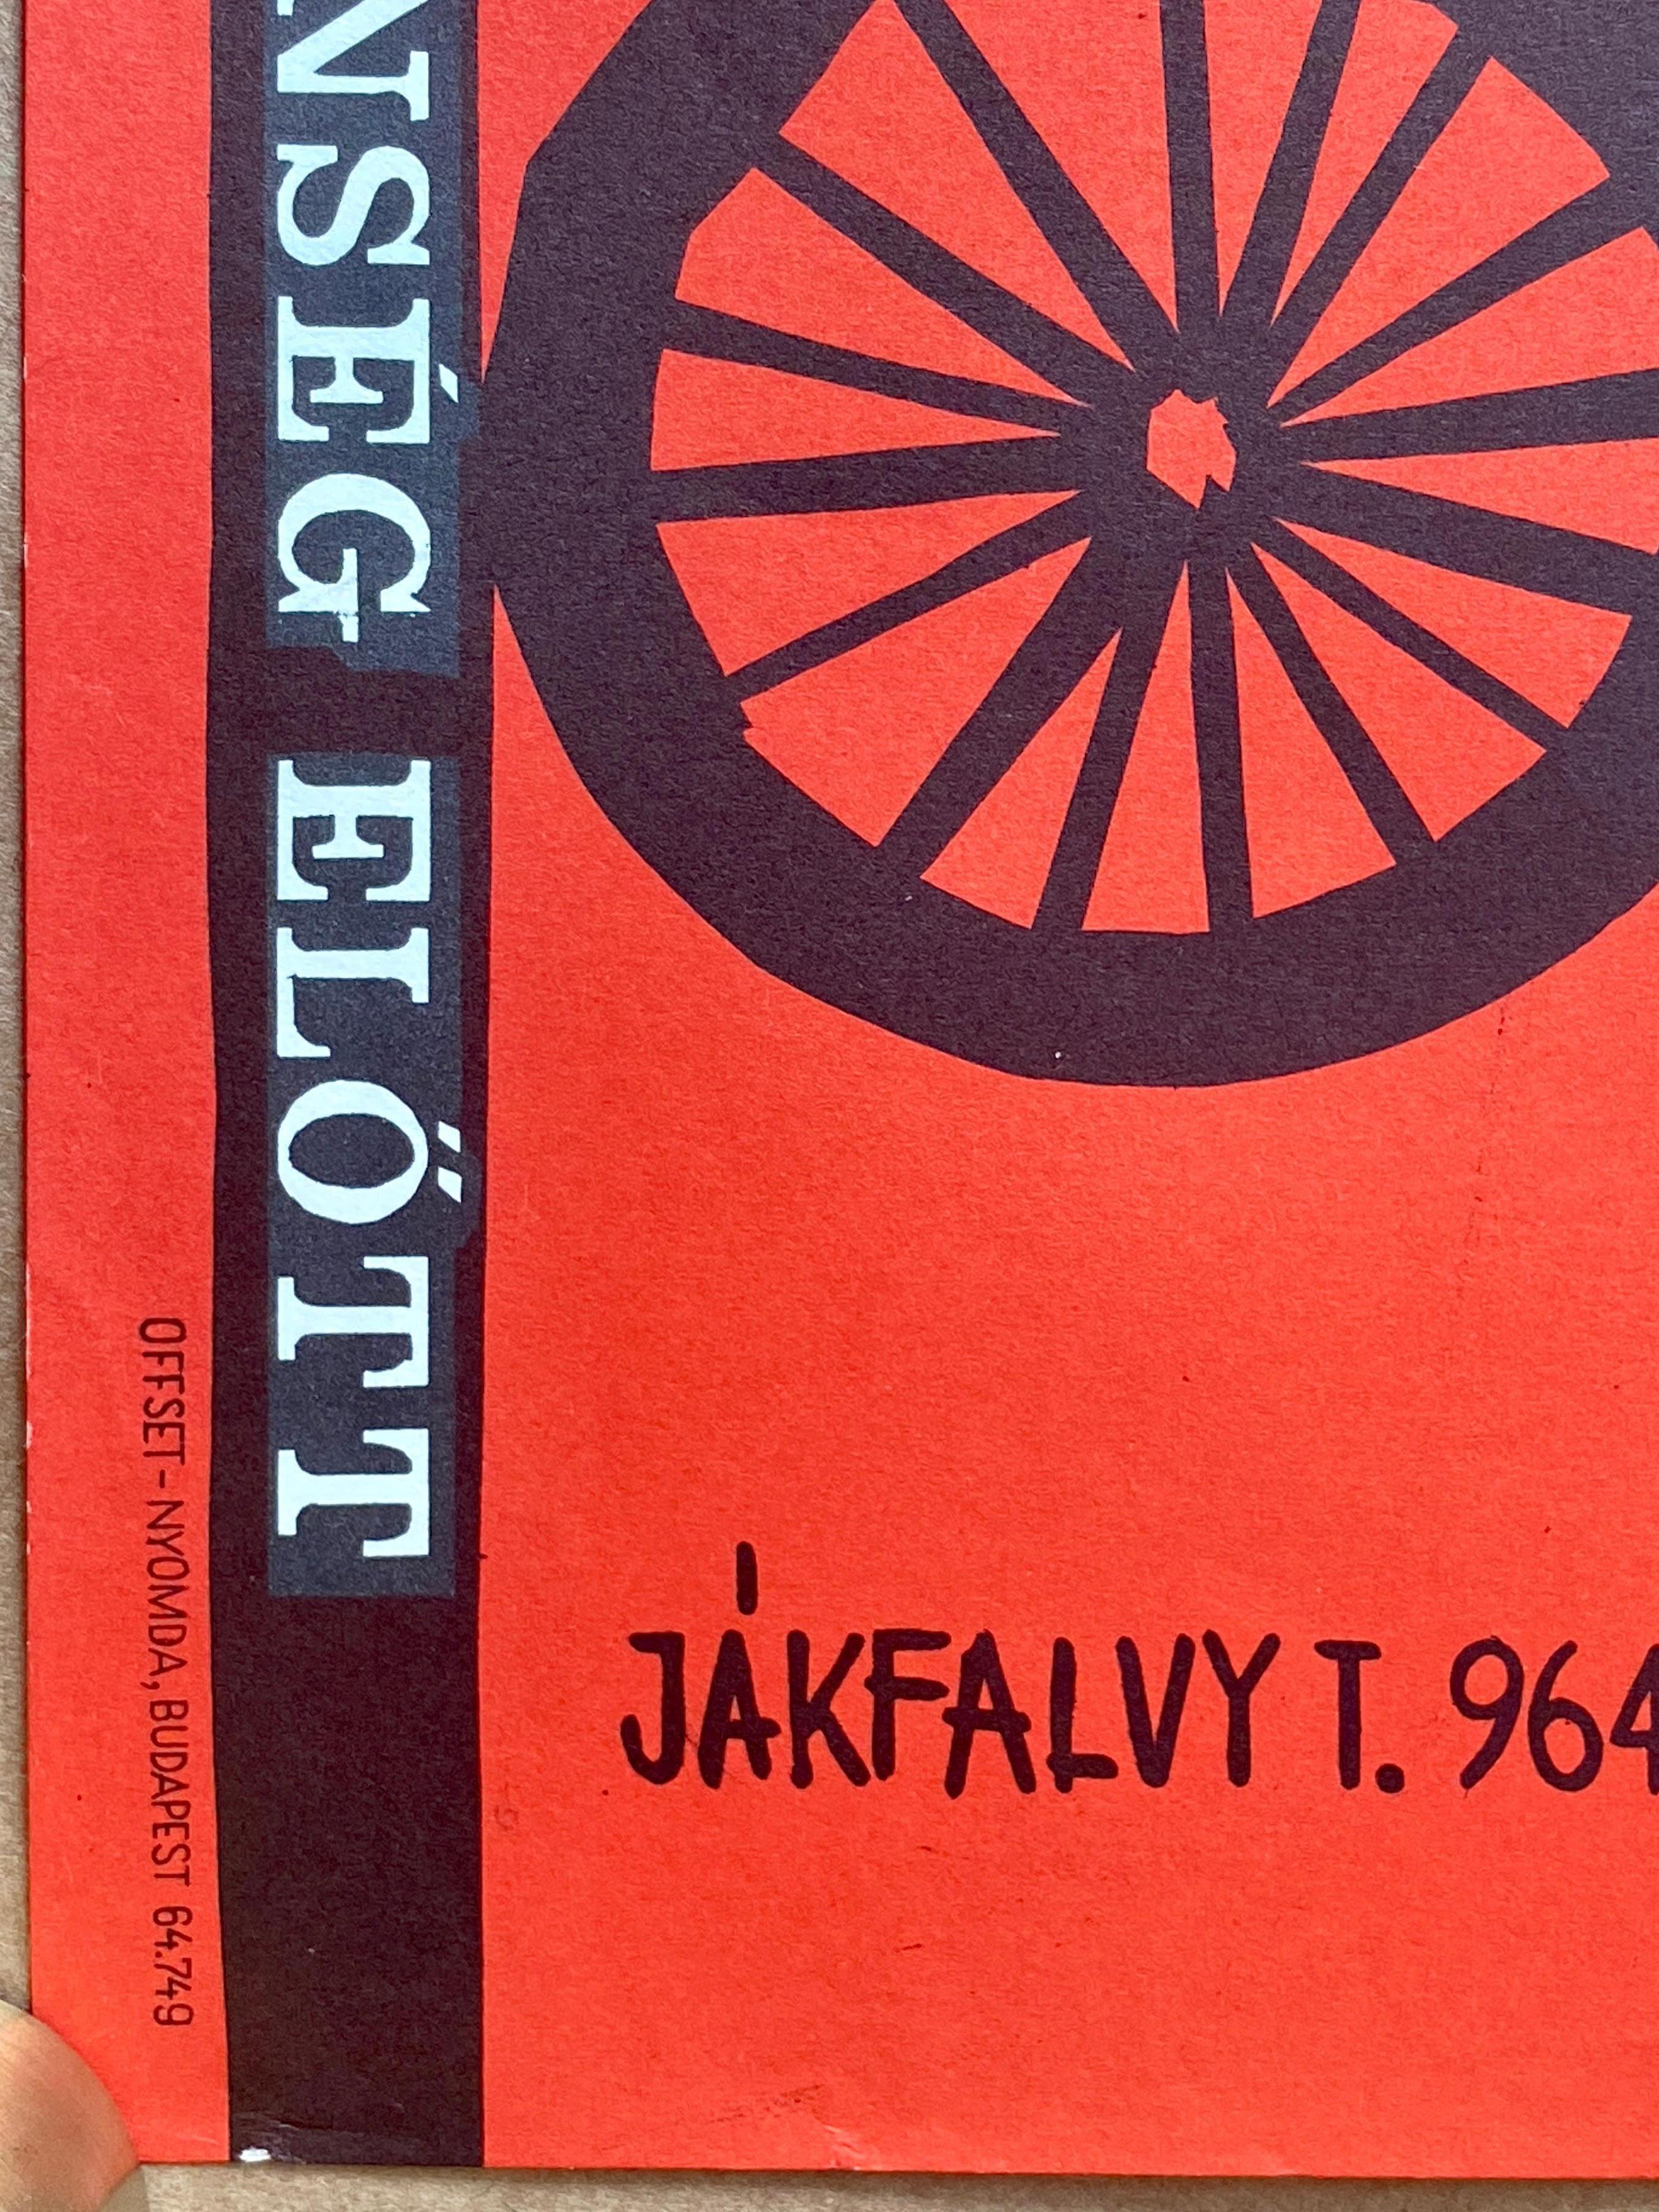 NSÉG ELŐTT
OFFSET-NYOMDA, BUDAPEST 64.749
JÁKFALVY T. 964